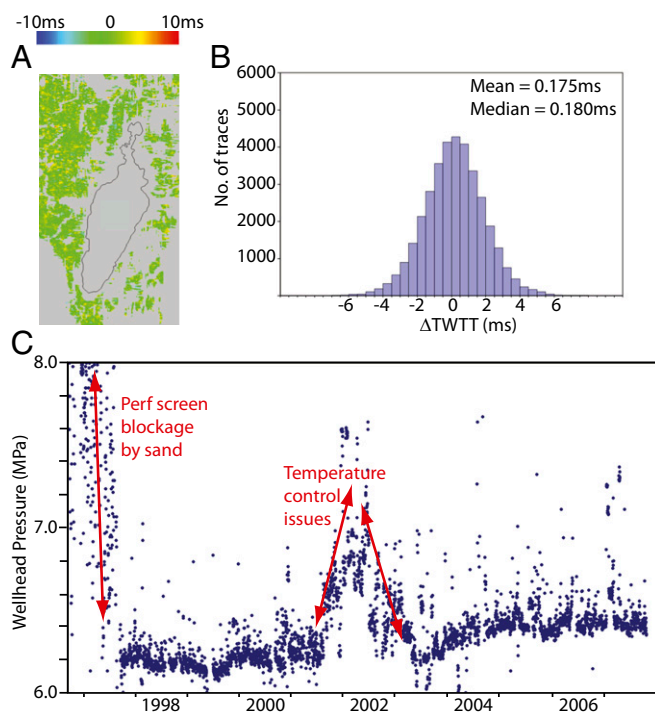 -10ms 0 10ms
A
B
Mean = 0.175ms
Median = 0.180ms
No. of traces
6000
5000
4000
3000
2000
1000
-6 -4 -2 0 2 4 6
ΔTWTT (ms)
C
Wellhead Pressure (MPa)
8.0
7.0
6.0
Perf screen
blockage
by sand
Temperature
control
issues
1998 2000 2002 2004 2006